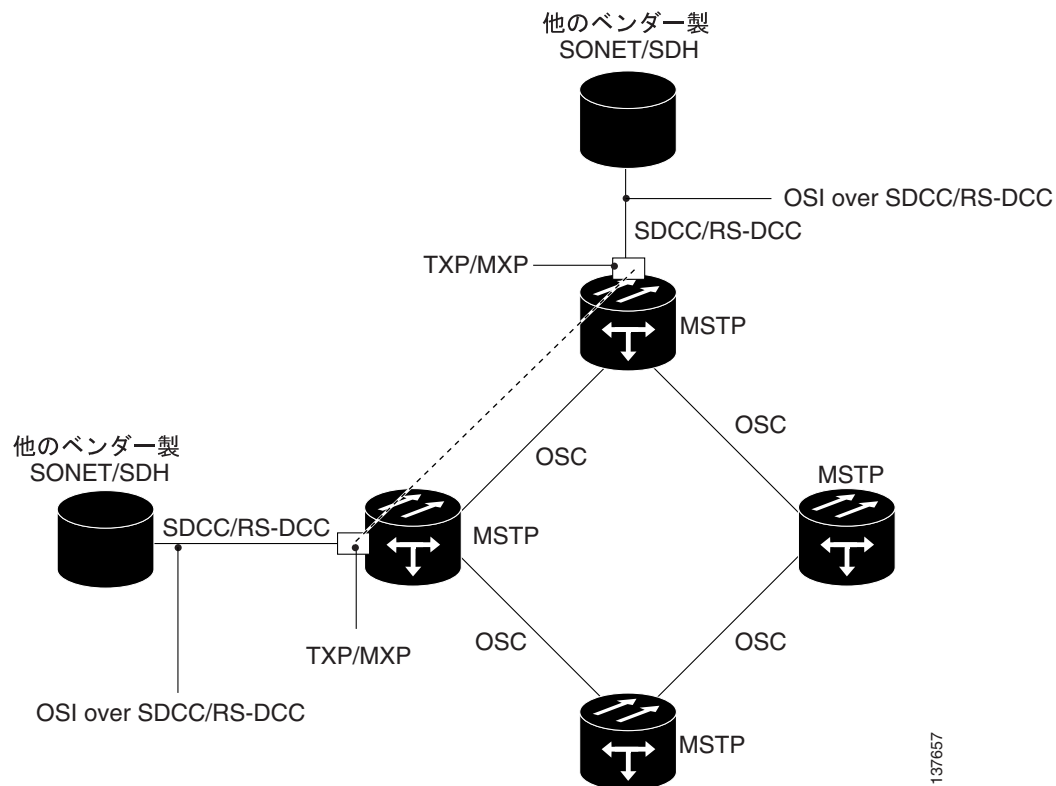 他のベンダー製
SONET/SDH
OSI over SDCC/RS-DCC
SDCC/RS-DCC
TXP/MXP
MSTP
OSC
OSC
他のベンダー製
SONET/SDH
MSTP
SDCC/RS-DCC
MSTP
OSC
OSC
TXP/MXP
OSI over SDCC/RS-DCC
MSTP
137657